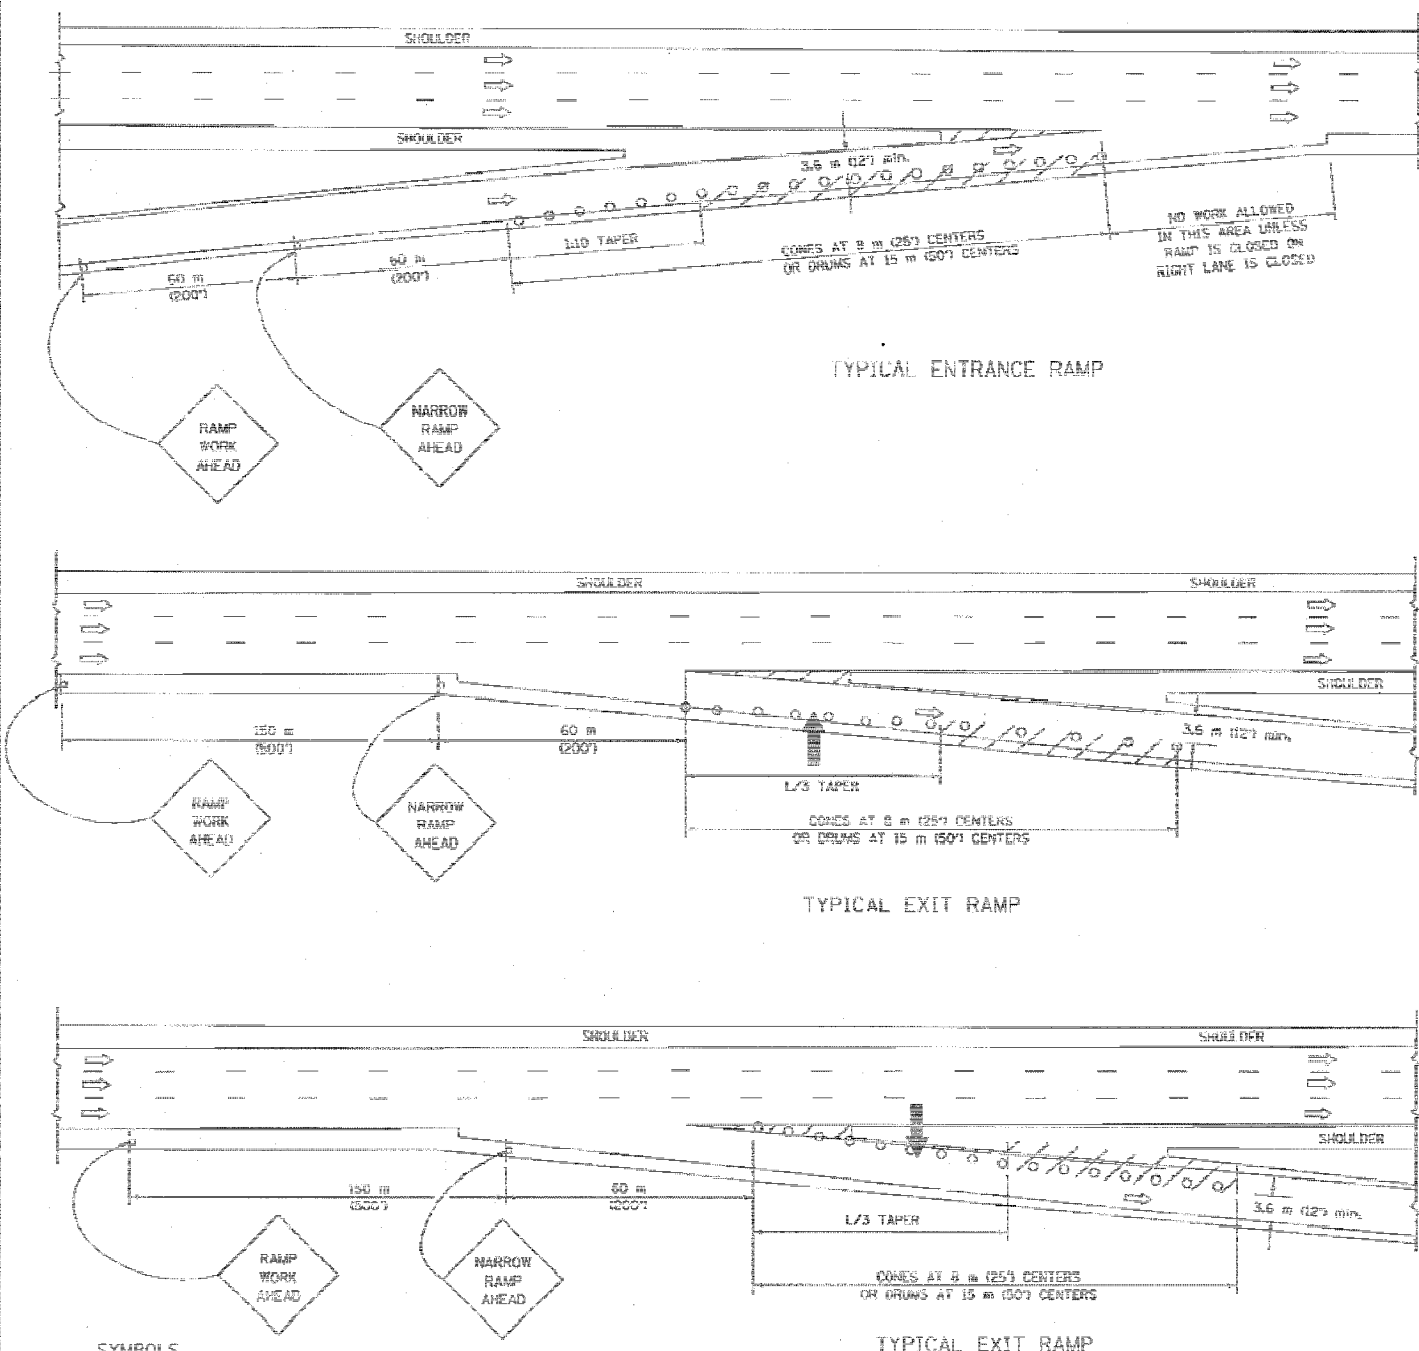 SHOULDER
SHOULDER
3.6 m (12') min.
1:10 TAPER
CONES AT 8 m (25') CENTERS
OR DRUMS AT 15 m (50') CENTERS
NO WORK ALLOWED
IN THIS AREA UNLESS
RAMP IS CLOSED OR
RIGHT LANE IS CLOSED
60 m
(200')
60 m
(200')
TYPICAL ENTRANCE RAMP
RAMP
WORK
AHEAD
NARROW
RAMP
AHEAD
SHOULDER
SHOULDER
SHOULDER
150 m
(500')
60 m
(200')
3.6 m (12') min.
L/3 TAPER
RAMP
WORK
AHEAD
NARROW
RAMP
AHEAD
CONES AT 8 m (25') CENTERS
OR DRUMS AT 15 m (50') CENTERS
TYPICAL EXIT RAMP
SHOULDER
SHOULDER
SHOULDER
150 m
(500')
60 m
(200')
3.6 m (12') min.
L/3 TAPER
RAMP
WORK
AHEAD
NARROW
RAMP
AHEAD
CONES AT 8 m (25') CENTERS
OR DRUMS AT 15 m (50') CENTERS
SYMBOLS
TYPICAL EXIT RAMP